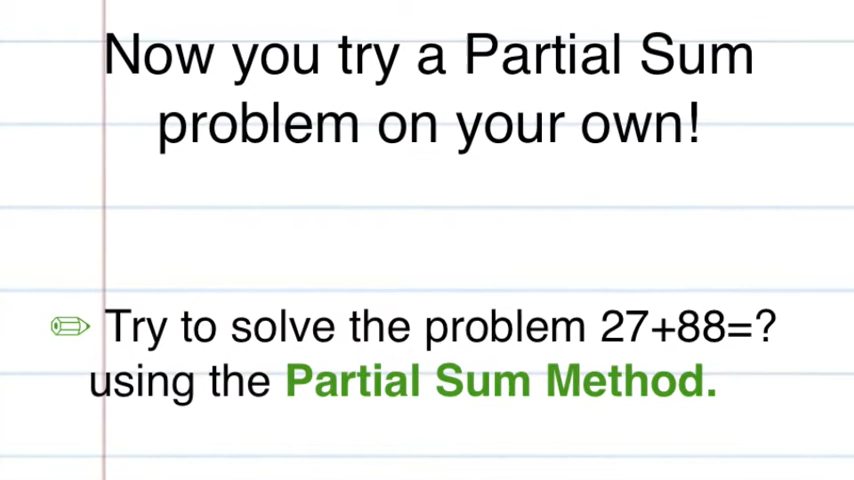 Now you try a Partial Sum
problem on your own!
Try to solve the problem 27+88=?
using the Partial Sum Method.